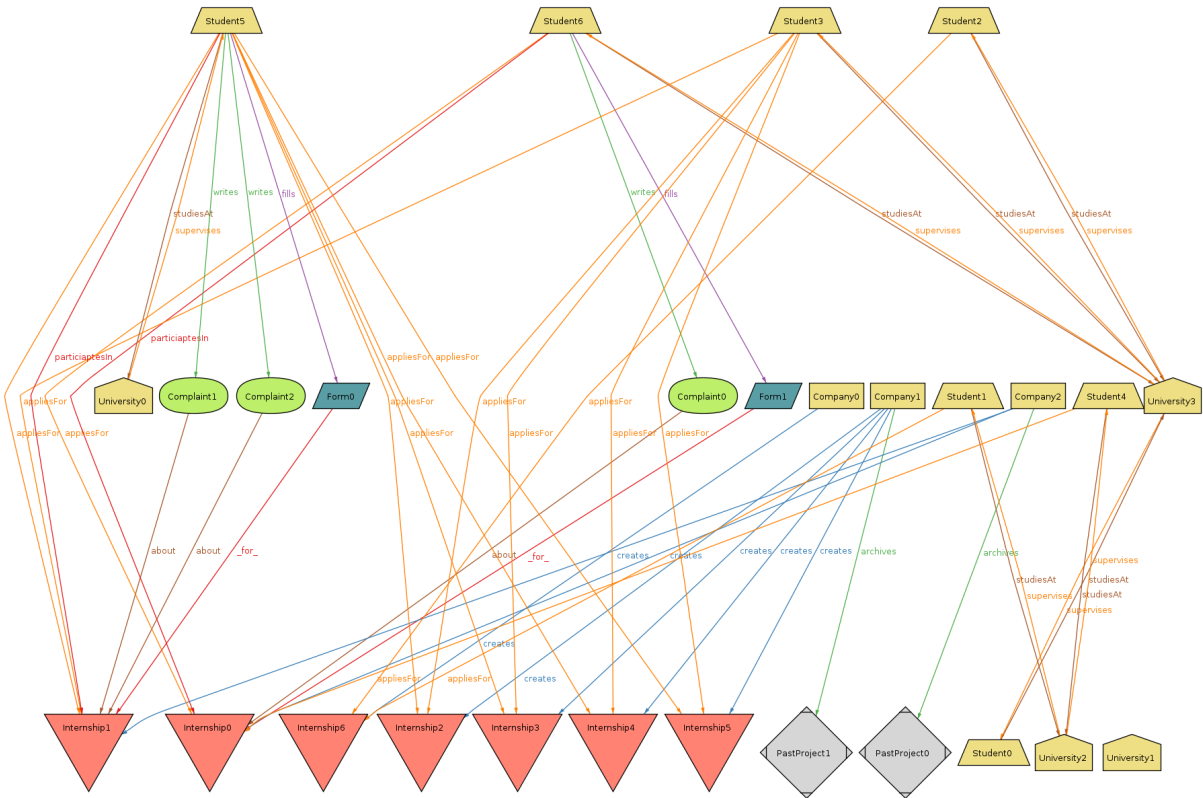 Student5
Student6
Student3
Student2
writes
writes
fills
writes
fills
studiesAt
studiesAt
studiesAt
studiesAt
supervises
supervises
supervises
supervises
particiaptesIn
particiaptesIn
appliesFor
appliesFor
University0
Complaint1
Complaint2
Form0
Complaint0
Form1
Company0
Company1
Student1
Company2
Student4
University3
appliesFor
appliesFor
appliesFor
appliesFor
appliesFor
appliesFor
appliesFor
appliesFor
appliesFor
appliesFor
about
about
_for_
about
_for_
creates
creates
creates
creates
creates
archives
archives
supervises
studiesAt
studiesAt
studiesAt
supervises
supervises
creates
creates
appliesFor
appliesFor
Internship1
Internship0
Internship6
Internship2
Internship3
Internship4
Internship5
PastProject1
PastProject0
Student0
University2
University1